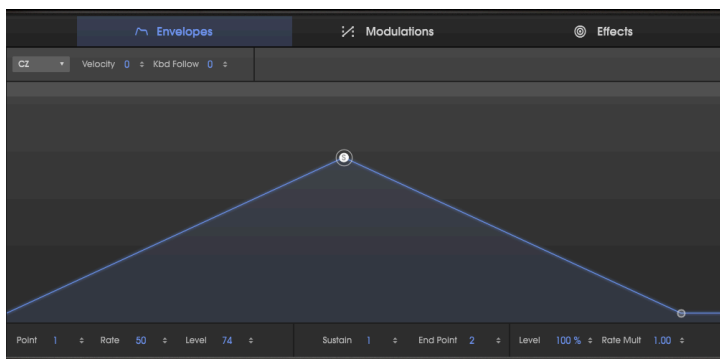 Envelopes Modulations Effects
CZ Velocity 0 Kbd Follow 0
S
Point 1 Rate 50 Level 74 Sustain 1 End Point 2 Level 100 % Rate Mult 1.00